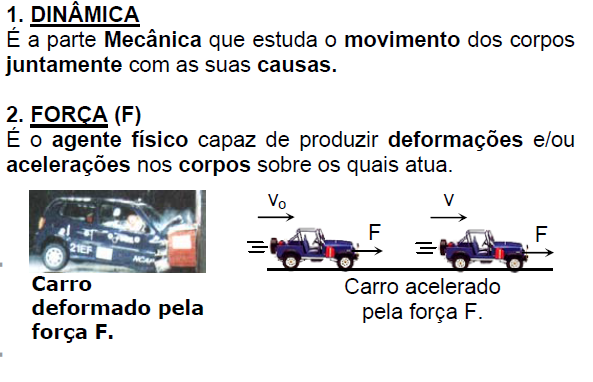 1. DINÂMICA
É a parte Mecânica que estuda o movimento dos corpos
juntamente com as suas causas.
2. FORÇA (F)
É o agente físico capaz de produzir deformações e/ou
acelerações nos corpos sobre os quais atua.
21EF
NCAP
Carro
deformado pela
força F.
V₀
F
V
F
Carro acelerado
pela força F.